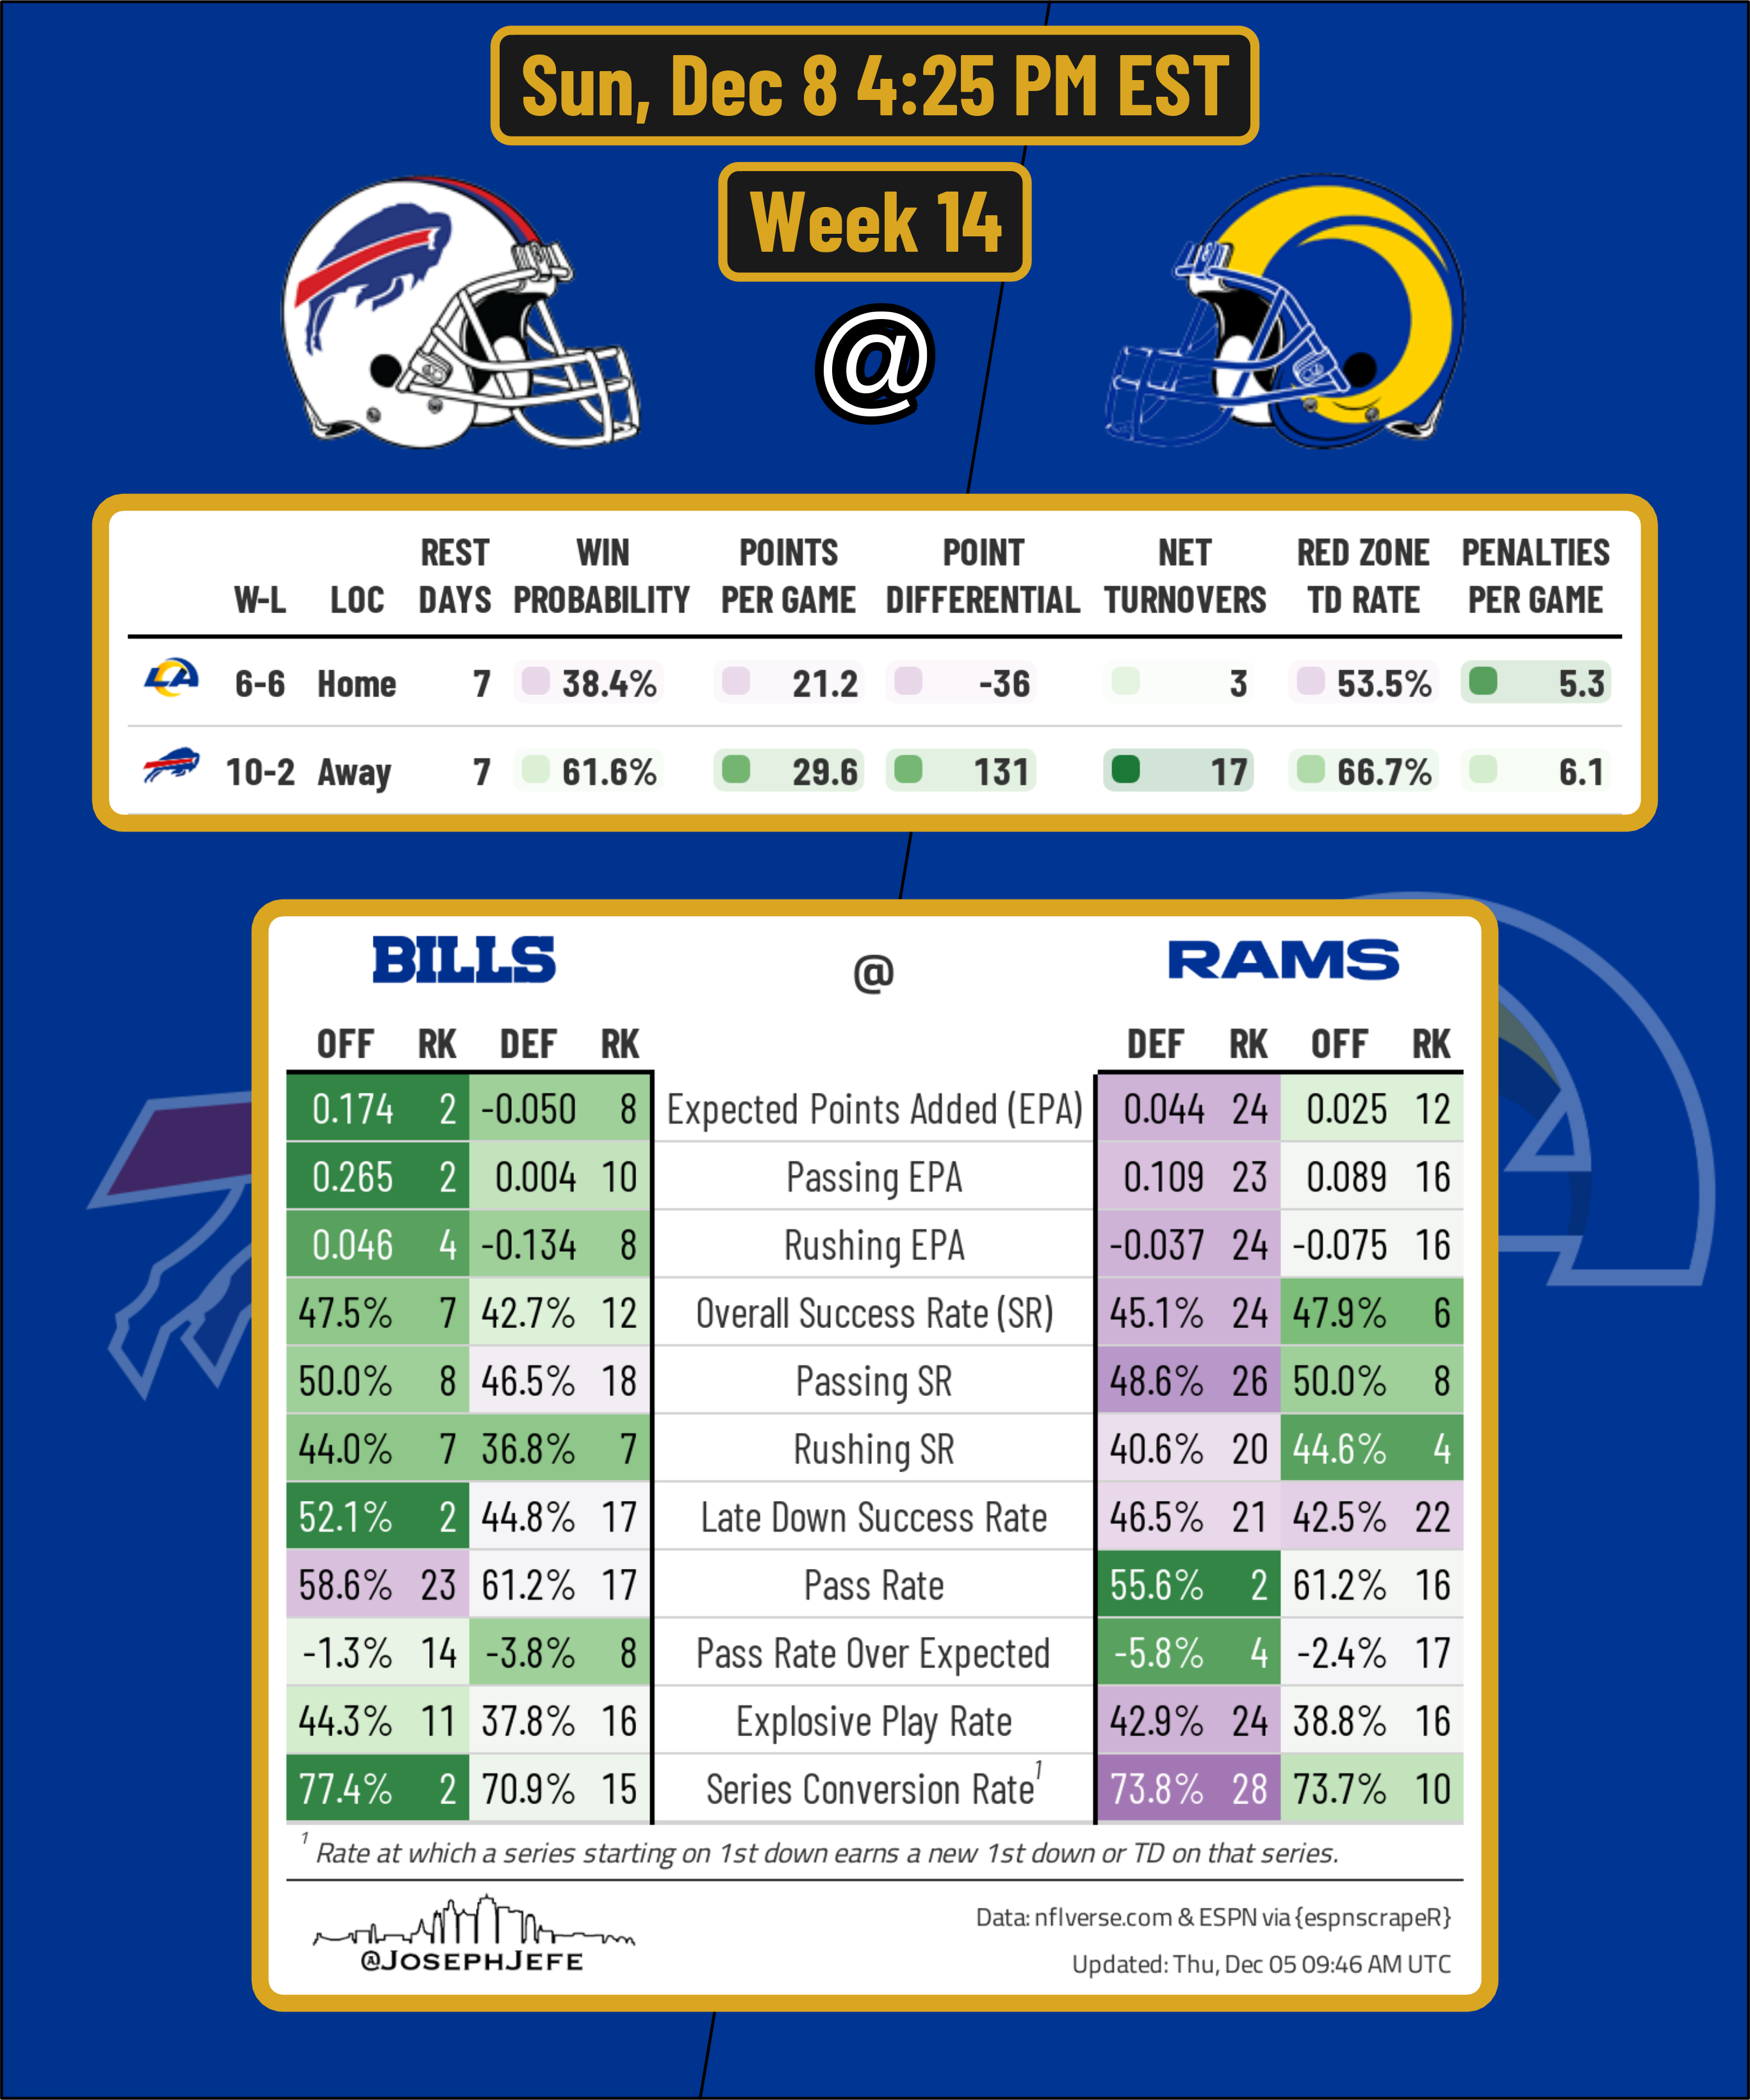 Sun, Dec 8 4:25 PM EST
Week 14
@
REST WIN POINTS POINT NET RED ZONE PENALTIES
W-L LOC DAYS PROBABILITY PER GAME DIFFERENTIAL TURNOVERS TD RATE PER GAME
LA 6-6 Home 7 38.4% 21.2 -36 3 53.5% 5.3
10-2 Away 7 61.6% 29.6 131 17 66.7% 6.1
BILLS @ RAMS
OFF RK DEF RK DEF RK OFF RK
0.174 2 -0.050 8 Expected Points Added (EPA) 0.044 24 0.025 12
0.265 2 0.004 10 Passing EPA 0.109 23 0.089 16
0.046 4 -0.134 8 Rushing EPA -0.037 24 -0.075 16
47.5% 7 42.7% 12 Overall Success Rate (SR) 45.1% 24 47.9% 6
50.0% 8 46.5% 18 Passing SR 48.6% 26 50.0% 8
44.0% 7 36.8% 7 Rushing SR 40.6% 20 44.6% 4
52.1% 2 44.8% 17 Late Down Success Rate 46.5% 21 42.5% 22
58.6% 23 61.2% 17 Pass Rate 55.6% 2 61.2% 16
-1.3% 14 -3.8% 8 Pass Rate Over Expected -5.8% 4 -2.4% 17
44.3% 11 37.8% 16 Explosive Play Rate 42.9% 24 38.8% 16
77.4% 2 70.9% 15 Series Conversion Rate¹ 73.8% 28 73.7% 10
¹ Rate at which a series starting on 1st down earns a new 1st down or TD on that series.
@JOSEPHJEFE
Data: nflverse.com & ESPN via {espnscrapeR}
Updated: Thu, Dec 05 09:46 AM UTC